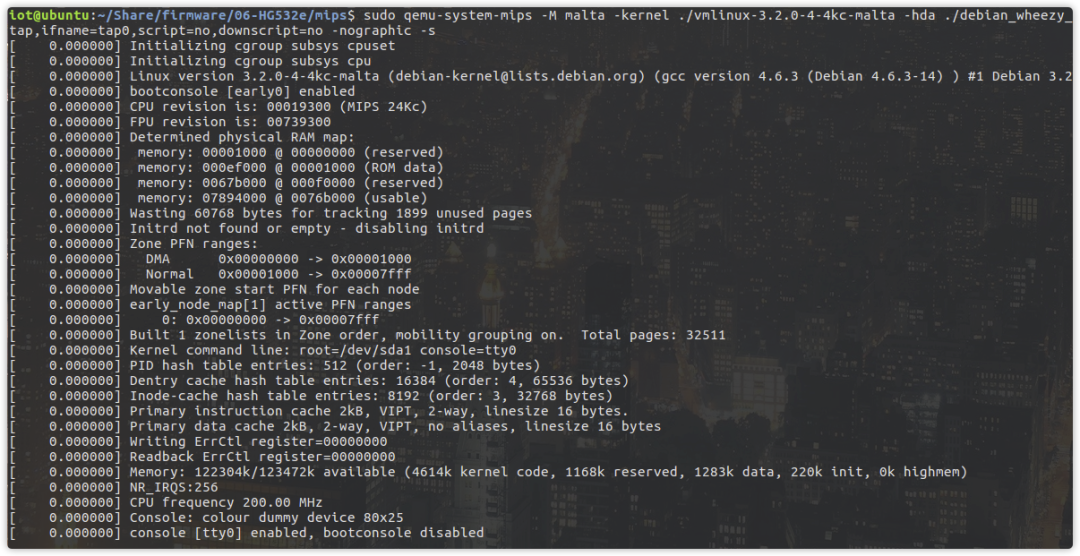 iot@ubuntu:~/Share/firmware/06-HG532e/mips$ sudo qemu-system-mips -M malta -kernel ./vmlinux-3.2.0-4-4kc-malta -hda ./debian_wheezy_
tap,ifname=tap0,script=no,downscript=no -nographic -s
[    0.000000] Initializing cgroup subsys cpuset
[    0.000000] Initializing cgroup subsys cpu
[    0.000000] Linux version 3.2.0-4-4kc-malta (debian-kernel@lists.debian.org) (gcc version 4.6.3 (Debian 4.6.3-14) ) #1 Debian 3.2
[    0.000000] bootconsole [early0] enabled
[    0.000000] CPU revision is: 00019300 (MIPS 24Kc)
[    0.000000] FPU revision is: 00739300
[    0.000000] Determined physical RAM map:
[    0.000000]  memory: 00001000 @ 00000000 (reserved)
[    0.000000]  memory: 000ef000 @ 00001000 (ROM data)
[    0.000000]  memory: 0067b000 @ 000f0000 (reserved)
[    0.000000]  memory: 07894000 @ 0076b000 (usable)
[    0.000000] Wasting 60768 bytes for tracking 1899 unused pages
[    0.000000] Initrd not found or empty - disabling initrd
[    0.000000] Zone PFN ranges:
[    0.000000]   DMA      0x00000000 -> 0x00001000
[    0.000000]   Normal   0x00001000 -> 0x00007fff
[    0.000000] Movable zone start PFN for each node
[    0.000000] early_node_map[1] active PFN ranges
[    0.000000]     0: 0x00000000 -> 0x00007fff
[    0.000000] Built 1 zonelists in Zone order, mobility grouping on.  Total pages: 32511
[    0.000000] Kernel command line: root=/dev/sda1 console=tty0
[    0.000000] PID hash table entries: 512 (order: -1, 2048 bytes)
[    0.000000] Dentry cache hash table entries: 16384 (order: 4, 65536 bytes)
[    0.000000] Inode-cache hash table entries: 8192 (order: 3, 32768 bytes)
[    0.000000] Primary instruction cache 2kB, VIPT, 2-way, linesize 16 bytes.
[    0.000000] Primary data cache 2kB, 2-way, VIPT, no aliases, linesize 16 bytes
[    0.000000] Writing ErrCtl register=00000000
[    0.000000] Readback ErrCtl register=00000000
[    0.000000] Memory: 122304k/123472k available (4614k kernel code, 1168k reserved, 1283k data, 220k init, 0k highmem)
[    0.000000] NR_IRQS:256
[    0.000000] CPU frequency 200.00 MHz
[    0.000000] Console: colour dummy device 80x25
[    0.000000] console [tty0] enabled, bootconsole disabled